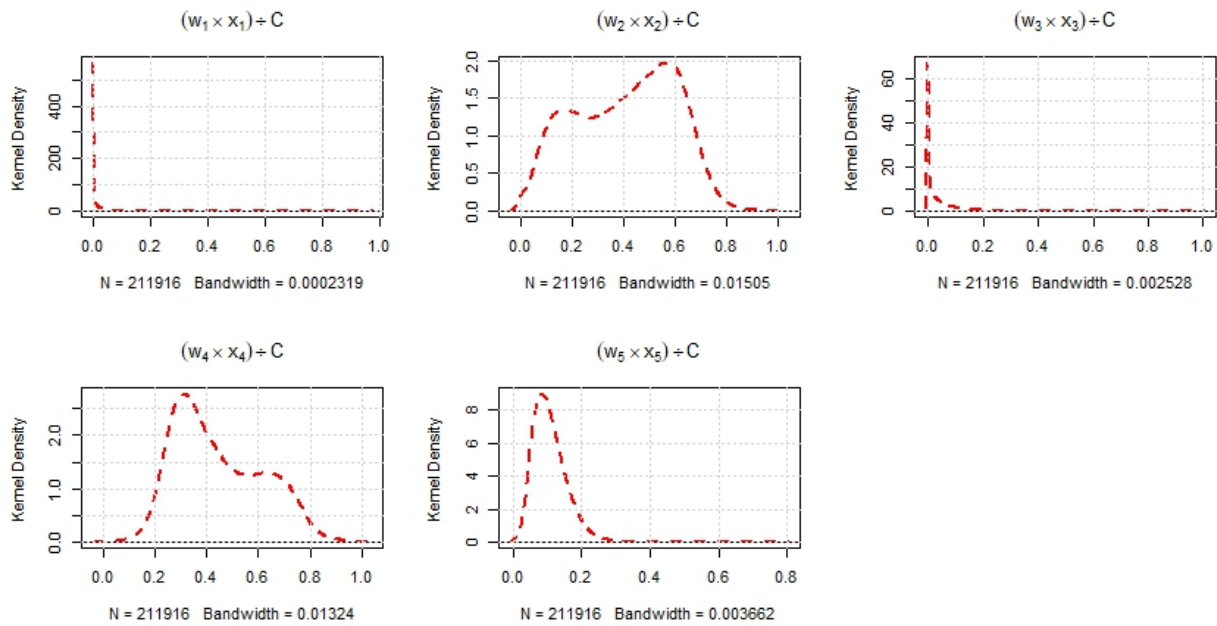 (w₁ × x₁) ÷ C
Kernel Density
0 200 400
0.0 0.2 0.4 0.6 0.8 1.0
N = 211916 Bandwidth = 0.0002319
(w₂ × x₂) ÷ C
Kernel Density
0.0 0.5 1.0 1.5 2.0
0.0 0.2 0.4 0.6 0.8 1.0
N = 211916 Bandwidth = 0.01505
(w₃ × x₃) ÷ C
Kernel Density
0 20 40 60
0.0 0.2 0.4 0.6 0.8 1.0
N = 211916 Bandwidth = 0.002528
(w₄ × x₄) ÷ C
Kernel Density
0.0 1.0 2.0
0.0 0.2 0.4 0.6 0.8 1.0
N = 211916 Bandwidth = 0.01324
(w₅ × x₅) ÷ C
Kernel Density
0 2 4 6 8
0.0 0.2 0.4 0.6 0.8
N = 211916 Bandwidth = 0.003662